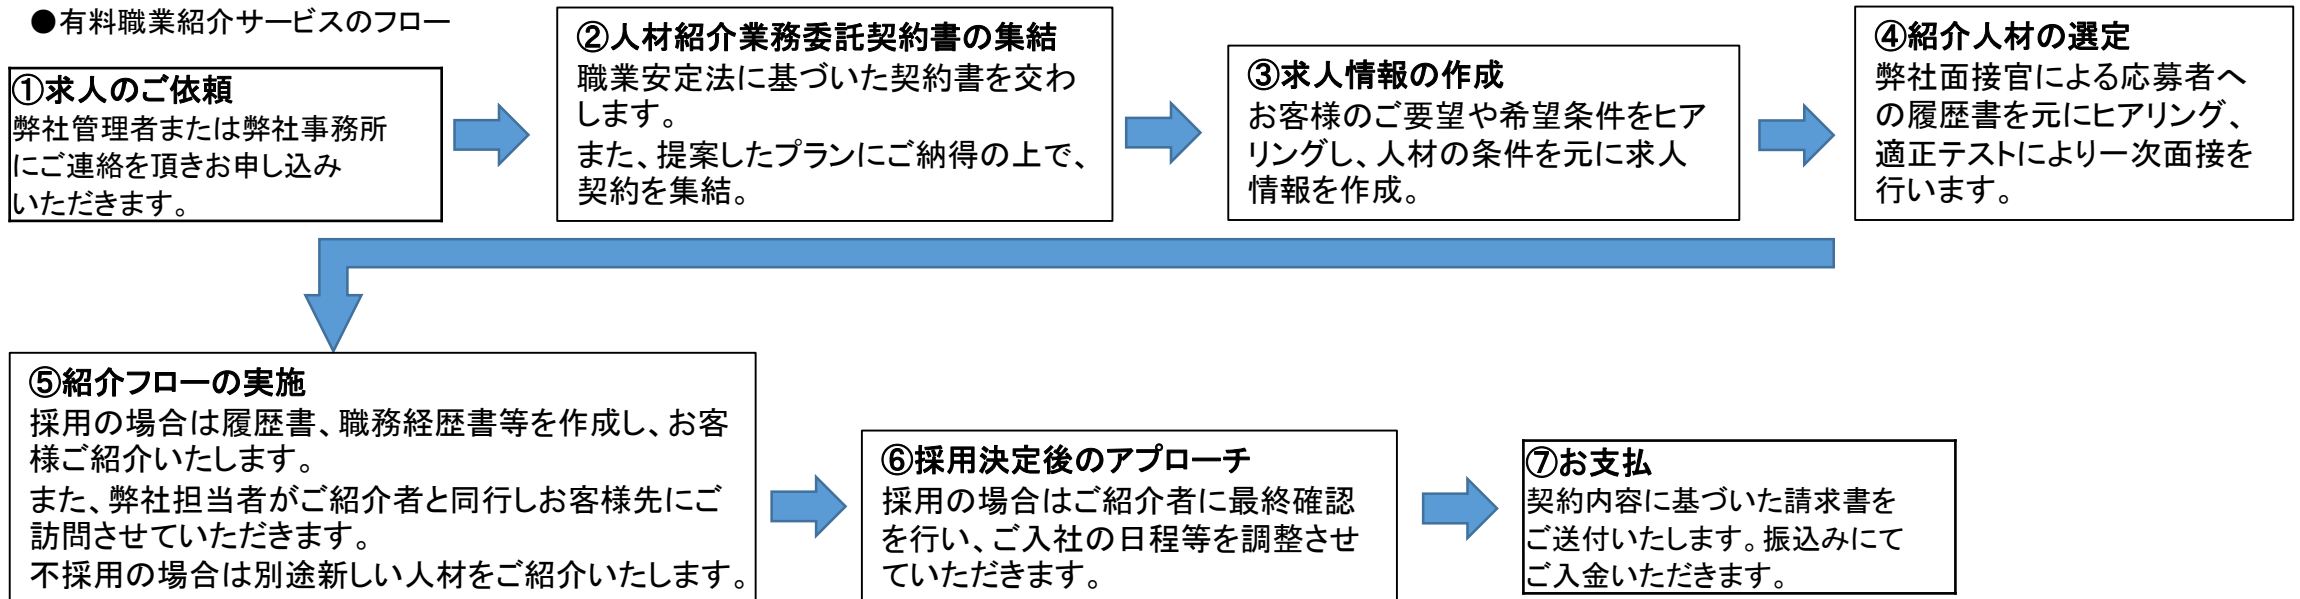 ●有料職業紹介サービスのフロー
①求人のご依頼
弊社管理者または弊社事務所
にご連絡を頂きお申し込み
いただきます。
②人材紹介業務委託契約書の集結
職業安定法に基づいた契約書を交わ
します。
また、提案したプランにご納得の上で、
契約を集結。
③求人情報の作成
お客様のご要望や希望条件をヒア
リングし、人材の条件を元に求人
情報を作成。
④紹介人材の選定
弊社面接官による応募者へ
の履歴書を元にヒアリング、
適正テストにより一次面接を
行います。
⑤紹介フローの実施
採用の場合は履歴書、職務経歴書等を作成し、お客
様ご紹介いたします。
また、弊社担当者がご紹介者と同行しお客様先にご
訪問させていただきます。
不採用の場合は別途新しい人材をご紹介いたします。
⑥採用決定後のアプローチ
採用の場合はご紹介者に最終確認
を行い、ご入社の日程等を調整させ
ていただきます。
⑦お支払
契約内容に基づいた請求書を
ご送付いたします。振込みにて
ご入金いただきます。